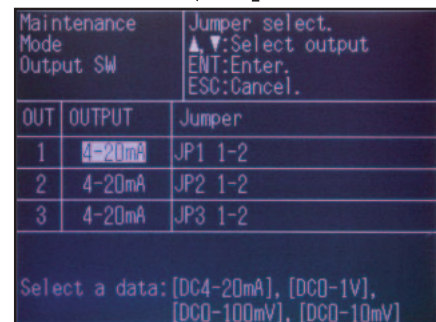 Maintenance
Mode
Output SW
Jumper select.
▲,▼:Select output
ENT:Enter.
ESC:Cancel.
OUT OUTPUT Jumper
1 4-20mA JP1 1-2
2 4-20mA JP2 1-2
3 4-20mA JP3 1-2
Select a data:[DC4-20mA], [DC0-1V],
[DC0-100mV], [DC0-10mV]